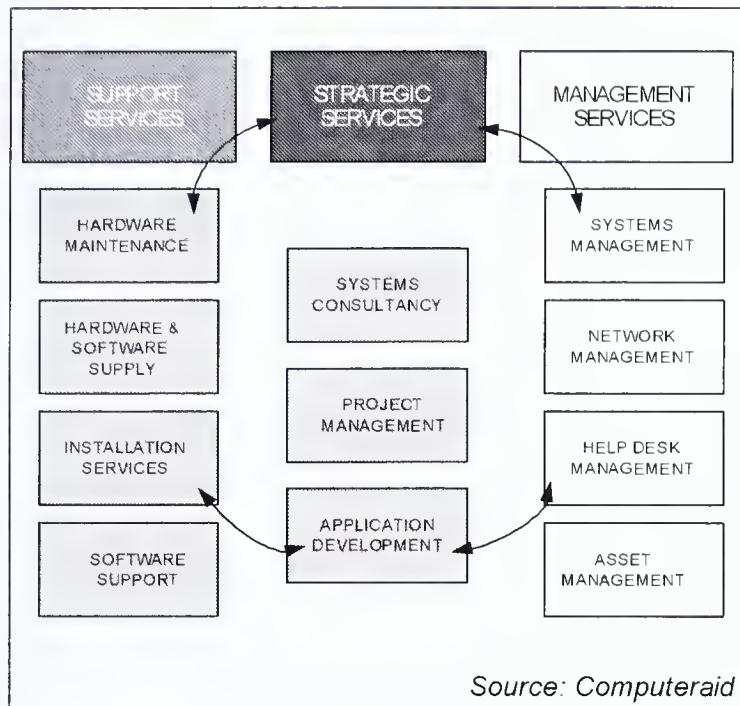 SUPPORT
SERVICES
STRATEGIC
SERVICES
MANAGEMENT
SERVICES
HARDWARE
MAINTENANCE
HARDWARE &
SOFTWARE
SUPPLY
INSTALLATION
SERVICES
SOFTWARE
SUPPORT
SYSTEMS
CONSULTANCY
PROJECT
MANAGEMENT
APPLICATION
DEVELOPMENT
SYSTEMS
MANAGEMENT
NETWORK
MANAGEMENT
HELP DESK
MANAGEMENT
ASSET
MANAGEMENT
Source: Computeraid